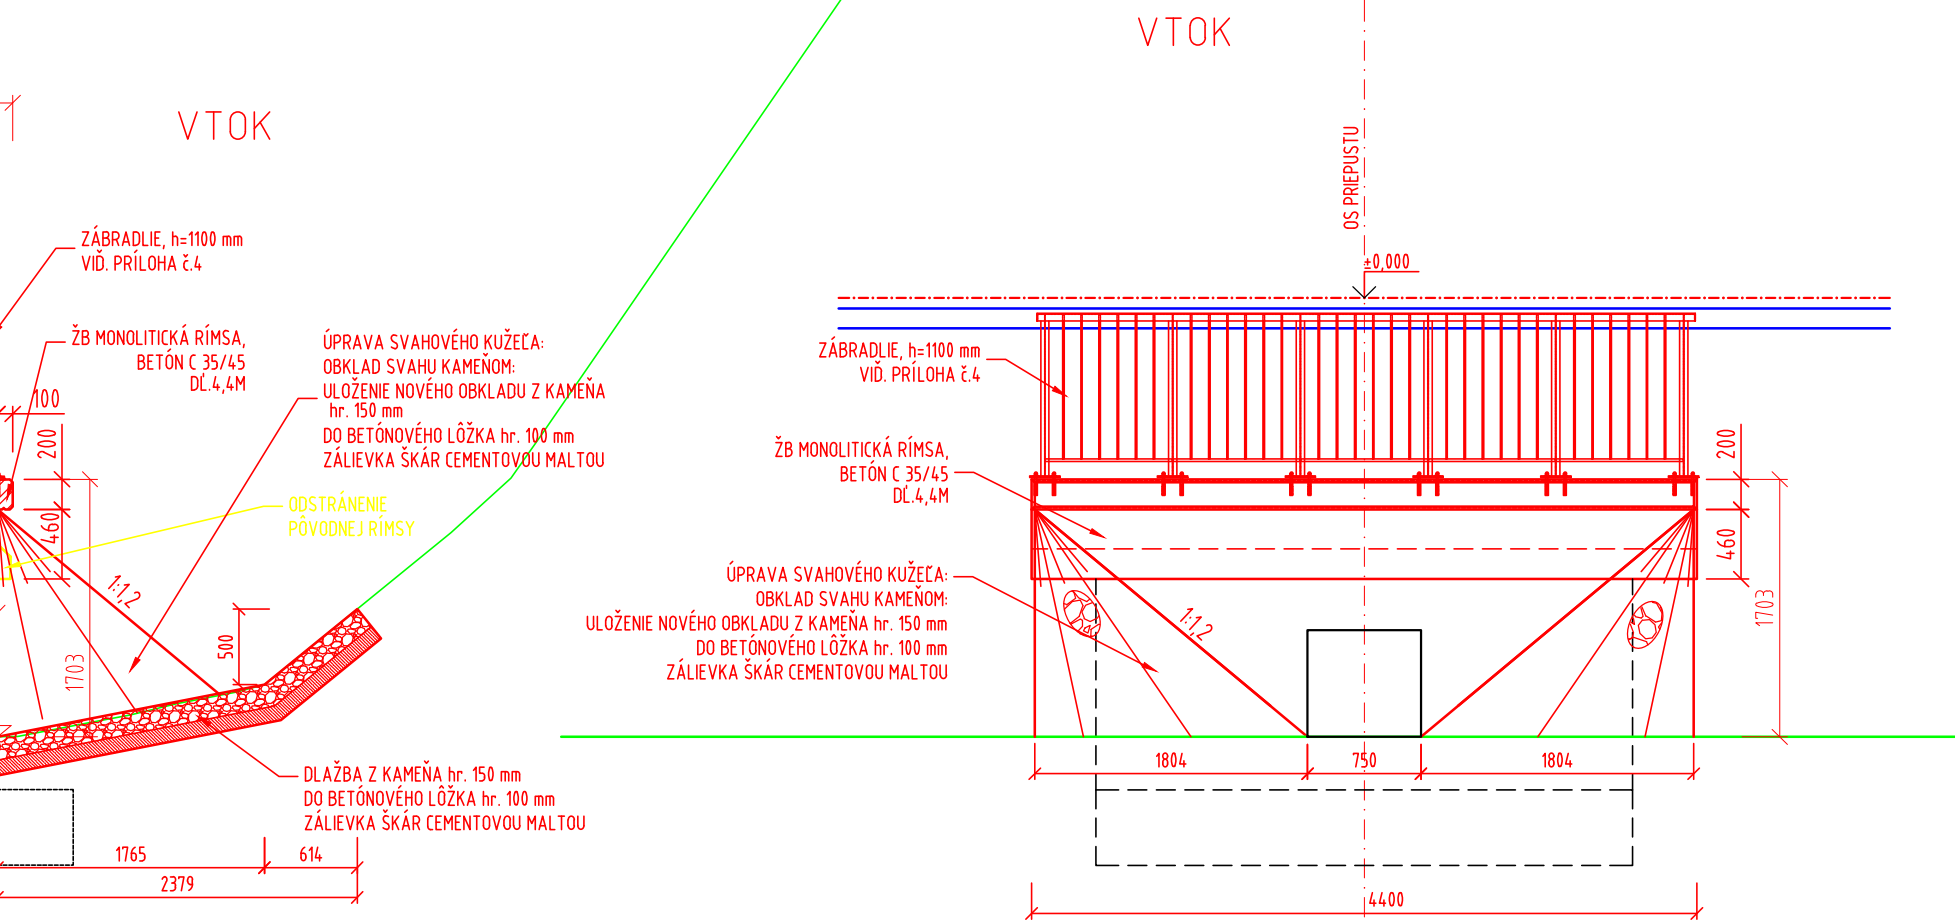 VTOK
ZÁBRADLIE, h=1100 mm
VIĎ. PRÍLOHA č.4
ŽB MONOLITICKÁ RÍMSA,
BETÓN C 35/45
DĹ.4,4M
ÚPRAVA SVAHOVÉHO KUŽEĽA:
OBKLAD SVAHU KAMEŇOM:
ULOŽENIE NOVÉHO OBKLADU Z KAMEŇA
hr. 150 mm
DO BETÓNOVÉHO LÔŽKA hr. 100 mm
ZÁLIEVKA ŠKÁR CEMENTOVOU MALTOU
100
200
460
ODSTRÁNENIE
PÔVODNEJ RÍMSY
1:1,2
500
1703
DLAŽBA Z KAMEŇA hr. 150 mm
DO BETÓNOVÉHO LÔŽKA hr. 100 mm
ZÁLIEVKA ŠKÁR CEMENTOVOU MALTOU
1765
614
2379
VTOK
OS PRIEPUSTU
±0,000
ZÁBRADLIE, h=1100 mm
VIĎ. PRÍLOHA č.4
ŽB MONOLITICKÁ RÍMSA,
BETÓN C 35/45
DĹ.4,4M
ÚPRAVA SVAHOVÉHO KUŽEĽA:
OBKLAD SVAHU KAMEŇOM:
ULOŽENIE NOVÉHO OBKLADU Z KAMEŇA hr. 150 mm
DO BETÓNOVÉHO LÔŽKA hr. 100 mm
ZÁLIEVKA ŠKÁR CEMENTOVOU MALTOU
200
460
1703
1:1,2
1804
750
1804
4400